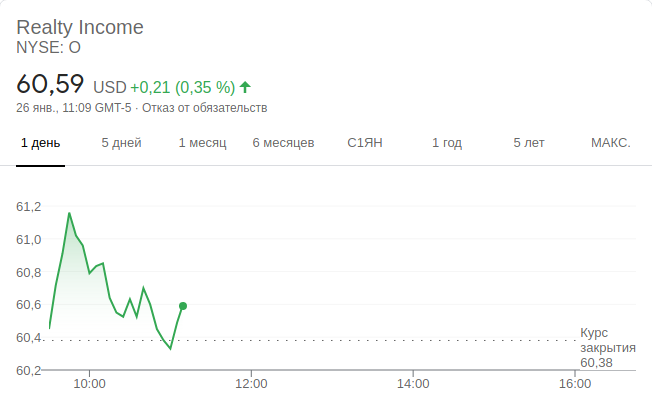 Realty Income
NYSE: O
60,59 USD +0,21 (0,35 %)
26 янв., 11:09 GMT-5 · Отказ от обязательств
1 день 5 дней 1 месяц 6 месяцев С1ЯН 1 год 5 лет МАКС.
61,2
61,0
60,8
60,6
60,4
60,2
Курс
закрытия
60,38
10:00 12:00 14:00 16:00